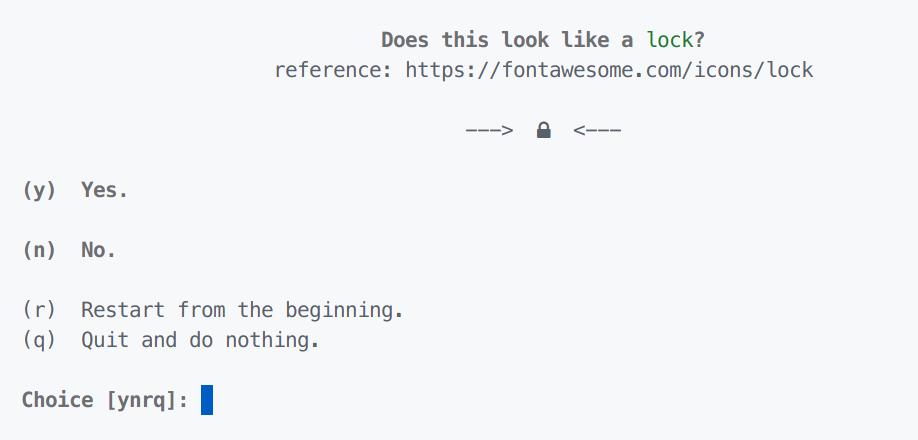 Does this look like a lock?
reference: https://fontawesome.com/icons/lock
---> 🔒 <---
(y) Yes.
(n) No.
(r) Restart from the beginning.
(q) Quit and do nothing.
Choice [ynrq]: